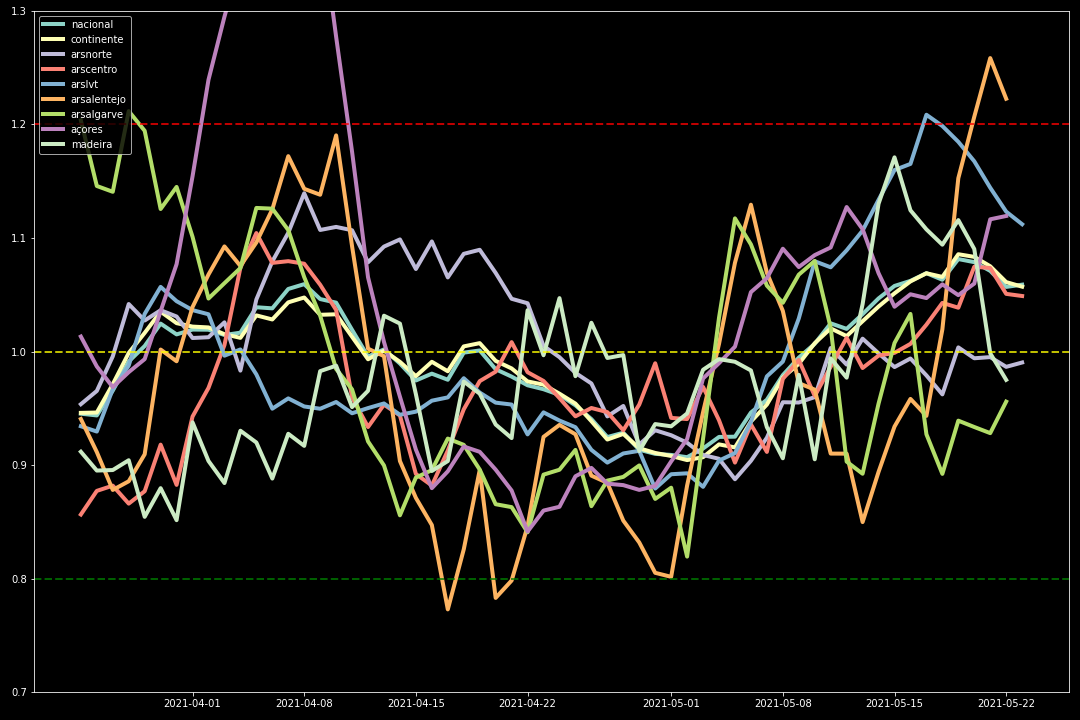 1.3
1.2
1.1
1.0
0.9
0.8
0.7
nacional
continente
arsnorte
arscentro
arslvt
arsalentejo
arsalgarve
açores
madeira
2021-04-01
2021-04-08
2021-04-15
2021-04-22
2021-05-01
2021-05-08
2021-05-15
2021-05-22